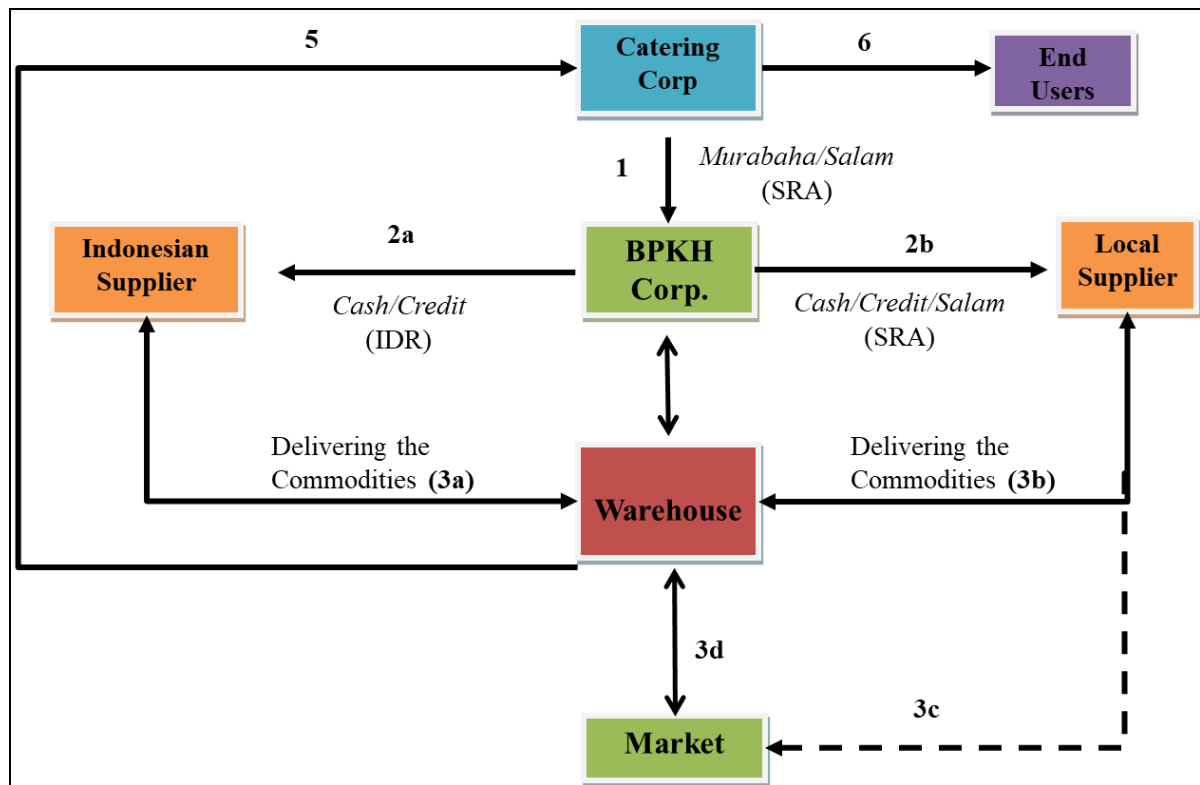 5
Catering
Corp
6
End
Users
1
Murabaha/Salam
(SRA)
Indonesian
Supplier
2a
Cash/Credit
(IDR)
BPKH
Corp.
2b
Cash/Credit/Salam
(SRA)
Local
Supplier
Delivering the
Commodities (3a)
Warehouse
Delivering the
Commodities (3b)
3d
3c
Market